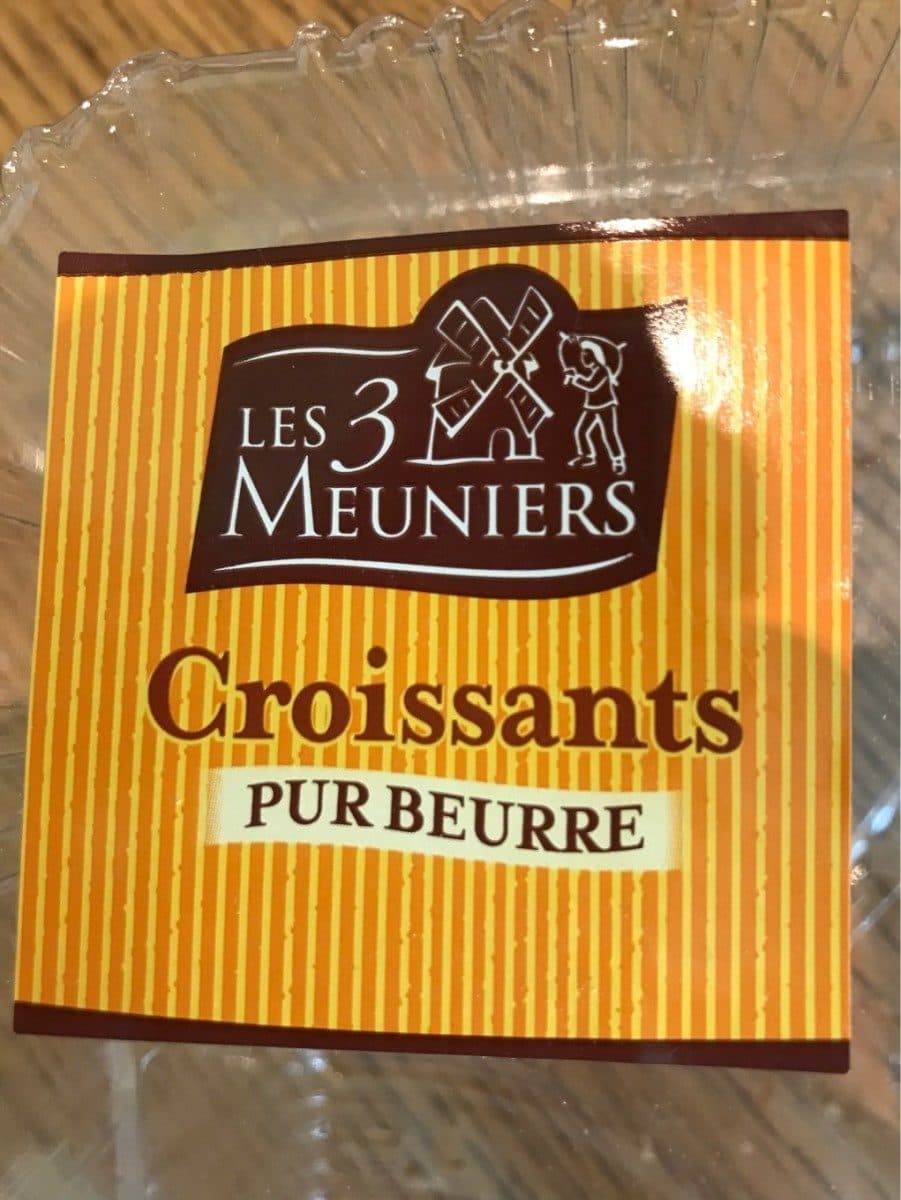 LES 3
MEUNIERS
Croissants
PUR BEURRE